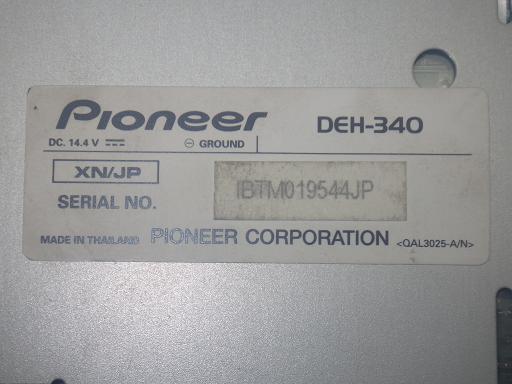 Pioneer DEH-340
DC. 14.4 V ⎓ ⊖ GROUND
XN/JP
SERIAL NO. IBTM019544JP
MADE IN THAILAND PIONEER CORPORATION <QAL3025-A/N>